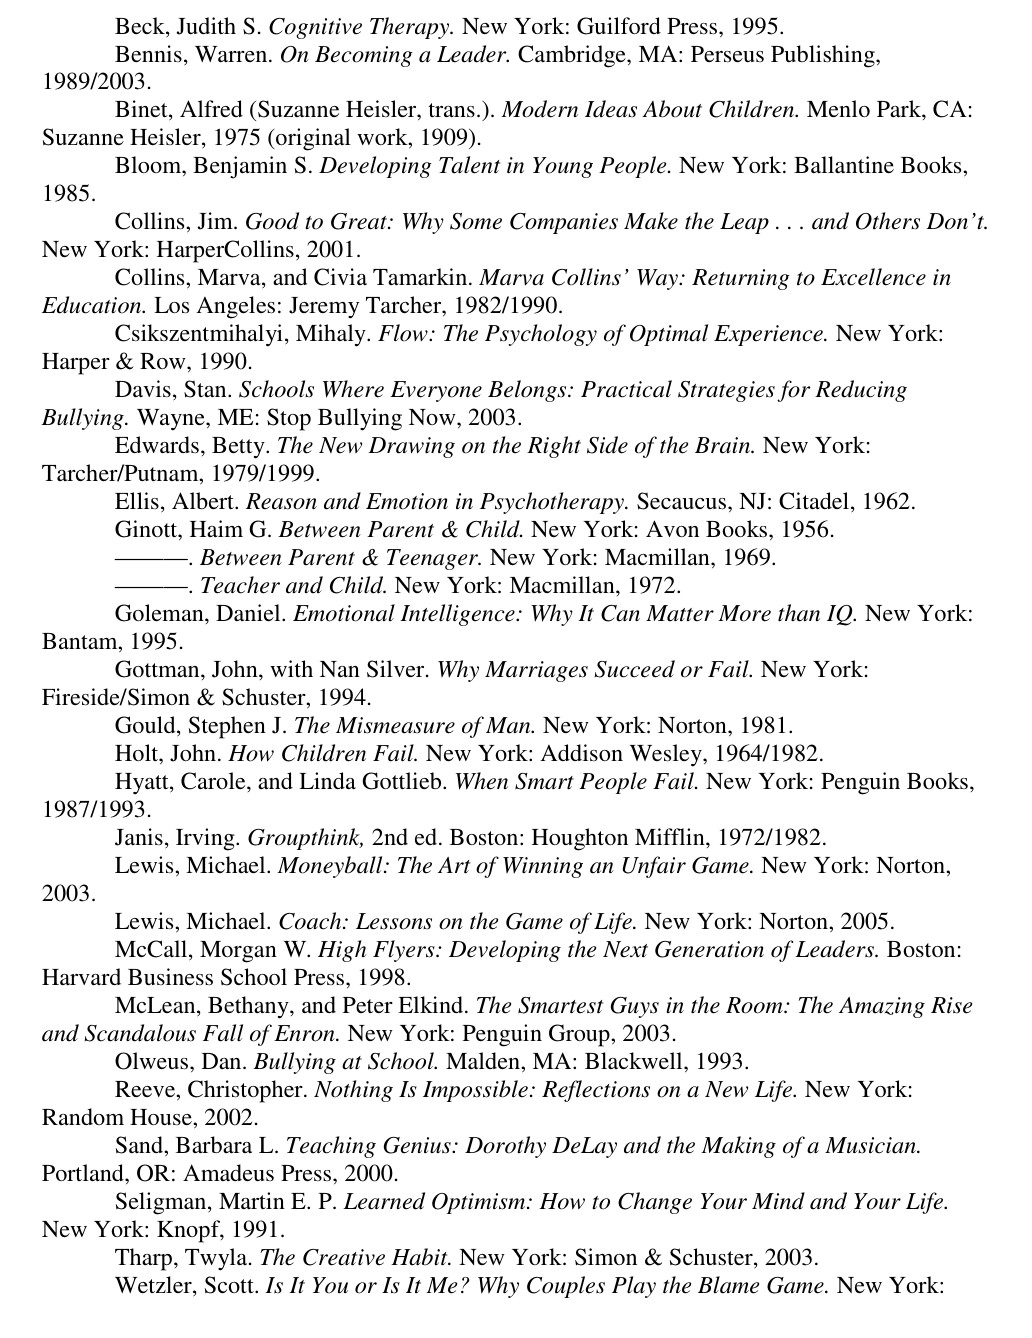 Beck, Judith S. Cognitive Therapy. New York: Guilford Press, 1995.
Bennis, Warren. On Becoming a Leader. Cambridge, MA: Perseus Publishing,
1989/2003.
Binet, Alfred (Suzanne Heisler, trans.). Modern Ideas About Children. Menlo Park, CA:
Suzanne Heisler, 1975 (original work, 1909).
Bloom, Benjamin S. Developing Talent in Young People. New York: Ballantine Books,
1985.
Collins, Jim. Good to Great: Why Some Companies Make the Leap . . . and Others Don’t.
New York: HarperCollins, 2001.
Collins, Marva, and Civia Tamarkin. Marva Collins’ Way: Returning to Excellence in
Education. Los Angeles: Jeremy Tarcher, 1982/1990.
Csikszentmihalyi, Mihaly. Flow: The Psychology of Optimal Experience. New York:
Harper & Row, 1990.
Davis, Stan. Schools Where Everyone Belongs: Practical Strategies for Reducing
Bullying. Wayne, ME: Stop Bullying Now, 2003.
Edwards, Betty. The New Drawing on the Right Side of the Brain. New York:
Tarcher/Putnam, 1979/1999.
Ellis, Albert. Reason and Emotion in Psychotherapy. Secaucus, NJ: Citadel, 1962.
Ginott, Haim G. Between Parent & Child. New York: Avon Books, 1956.
———. Between Parent & Teenager. New York: Macmillan, 1969.
———. Teacher and Child. New York: Macmillan, 1972.
Goleman, Daniel. Emotional Intelligence: Why It Can Matter More than IQ. New York:
Bantam, 1995.
Gottman, John, with Nan Silver. Why Marriages Succeed or Fail. New York:
Fireside/Simon & Schuster, 1994.
Gould, Stephen J. The Mismeasure of Man. New York: Norton, 1981.
Holt, John. How Children Fail. New York: Addison Wesley, 1964/1982.
Hyatt, Carole, and Linda Gottlieb. When Smart People Fail. New York: Penguin Books,
1987/1993.
Janis, Irving. Groupthink, 2nd ed. Boston: Houghton Mifflin, 1972/1982.
Lewis, Michael. Moneyball: The Art of Winning an Unfair Game. New York: Norton,
2003.
Lewis, Michael. Coach: Lessons on the Game of Life. New York: Norton, 2005.
McCall, Morgan W. High Flyers: Developing the Next Generation of Leaders. Boston:
Harvard Business School Press, 1998.
McLean, Bethany, and Peter Elkind. The Smartest Guys in the Room: The Amazing Rise
and Scandalous Fall of Enron. New York: Penguin Group, 2003.
Olweus, Dan. Bullying at School. Malden, MA: Blackwell, 1993.
Reeve, Christopher. Nothing Is Impossible: Reflections on a New Life. New York:
Random House, 2002.
Sand, Barbara L. Teaching Genius: Dorothy DeLay and the Making of a Musician.
Portland, OR: Amadeus Press, 2000.
Seligman, Martin E. P. Learned Optimism: How to Change Your Mind and Your Life.
New York: Knopf, 1991.
Tharp, Twyla. The Creative Habit. New York: Simon & Schuster, 2003.
Wetzler, Scott. Is It You or Is It Me? Why Couples Play the Blame Game. New York: